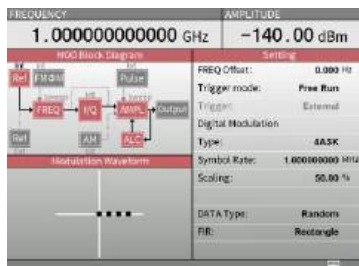 FREQUENCY
AMPLITUDE
1.000000000000 GHz
-140.00 dBm
MOD Block Diagram
Setting
Ref
FMΦM
Pulse
FREQ
I/Q
AMPL
Output
Ref
AM
ALC
FREQ Offset: 0.000 Hz
Trigger mode: Free Run
Trigger: External
Digital Modulation
Type: 4ASK
Symbol Rate: 1.000000000 MHz
Scaling: 50.00 %
DATA Type: Random
FIR: Rectangle
Modulation Waveform